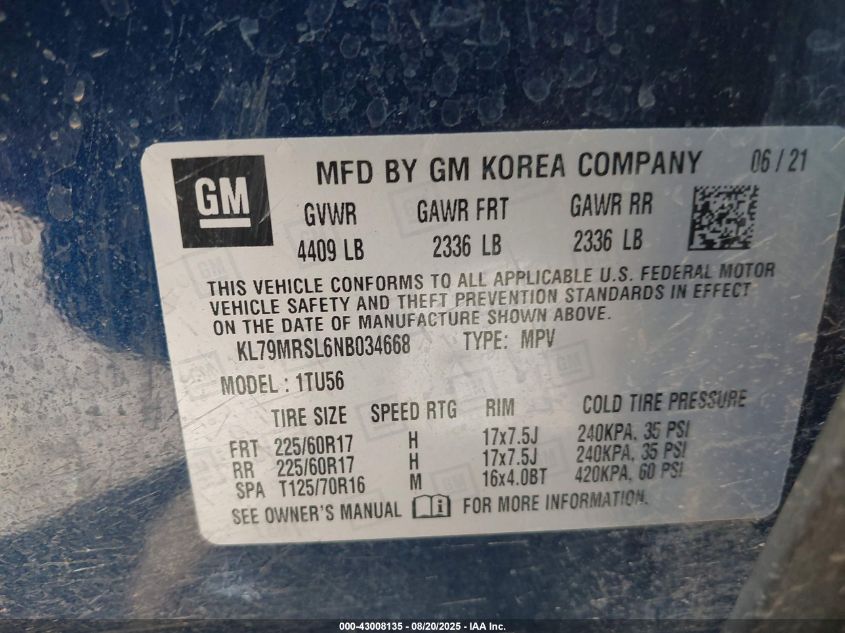 GM
MFD BY GM KOREA COMPANY 06 / 21
GVWR GAWR FRT GAWR RR
4409 LB 2336 LB 2336 LB
THIS VEHICLE CONFORMS TO ALL APPLICABLE U.S. FEDERAL MOTOR
VEHICLE SAFETY AND THEFT PREVENTION STANDARDS IN EFFECT
ON THE DATE OF MANUFACTURE SHOWN ABOVE.
KL79MRSL6NB034668 TYPE: MPV
MODEL : 1TU56
TIRE SIZE SPEED RTG RIM COLD TIRE PRESSURE
FRT 225/60R17 H 17x7.5J 240KPA, 35 PSI
RR 225/60R17 H 17x7.5J 240KPA, 35 PSI
SPA T125/70R16 M 16x4.0BT 420KPA, 60 PSI
SEE OWNER'S MANUAL FOR MORE INFORMATION.
000-43008135 - 08/20/2025 - IAA Inc.